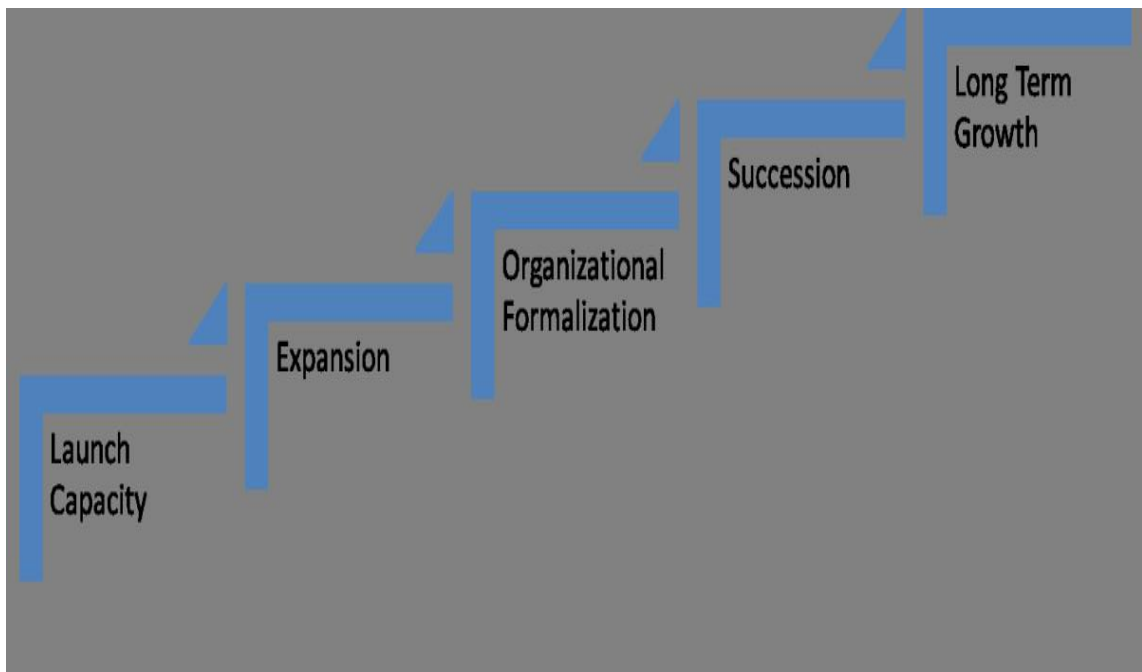 Launch
Capacity
Expansion
Organizational
Formalization
Succession
Long Term
Growth